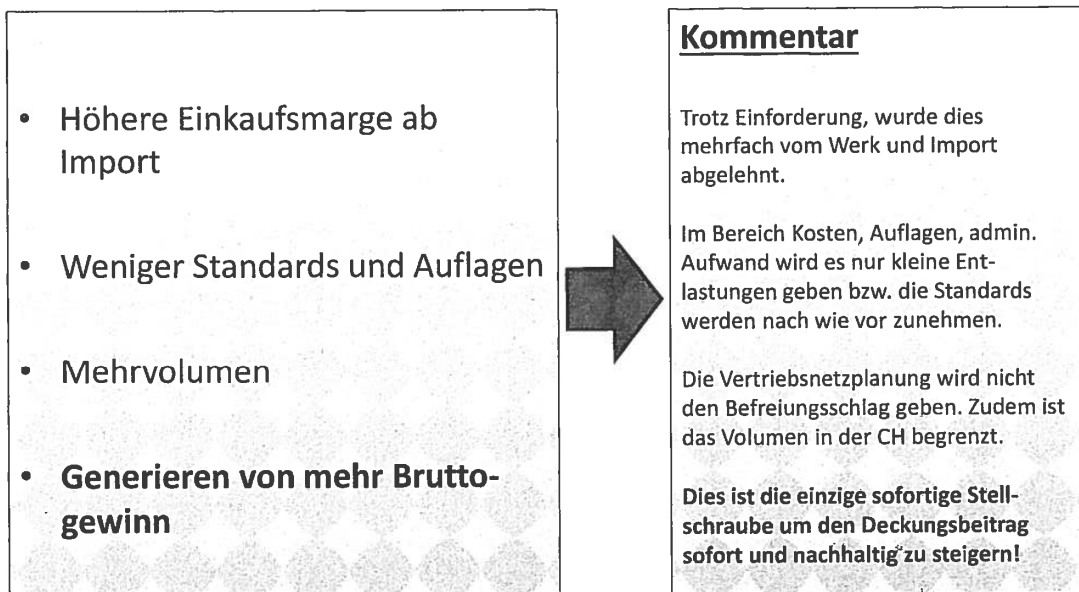 • Höhere Einkaufsmarge ab
Import
• Weniger Standards und Auflagen
• Mehrvolumen
• Generieren von mehr Brutto-
gewinn
Kommentar
Trotz Einforderung, wurde dies
mehrfach vom Werk und Import
abgelehnt.
Im Bereich Kosten, Auflagen, admin.
Aufwand wird es nur kleine Ent-
lastungen geben bzw. die Standards
werden nach wie vor zunehmen.
Die Vertriebsnetzplanung wird nicht
den Befreiungsschlag geben. Zudem ist
das Volumen in der CH begrenzt.
Dies ist die einzige sofortige Stell-
schraube um den Deckungsbeitrag
sofort und nachhaltig zu steigern!